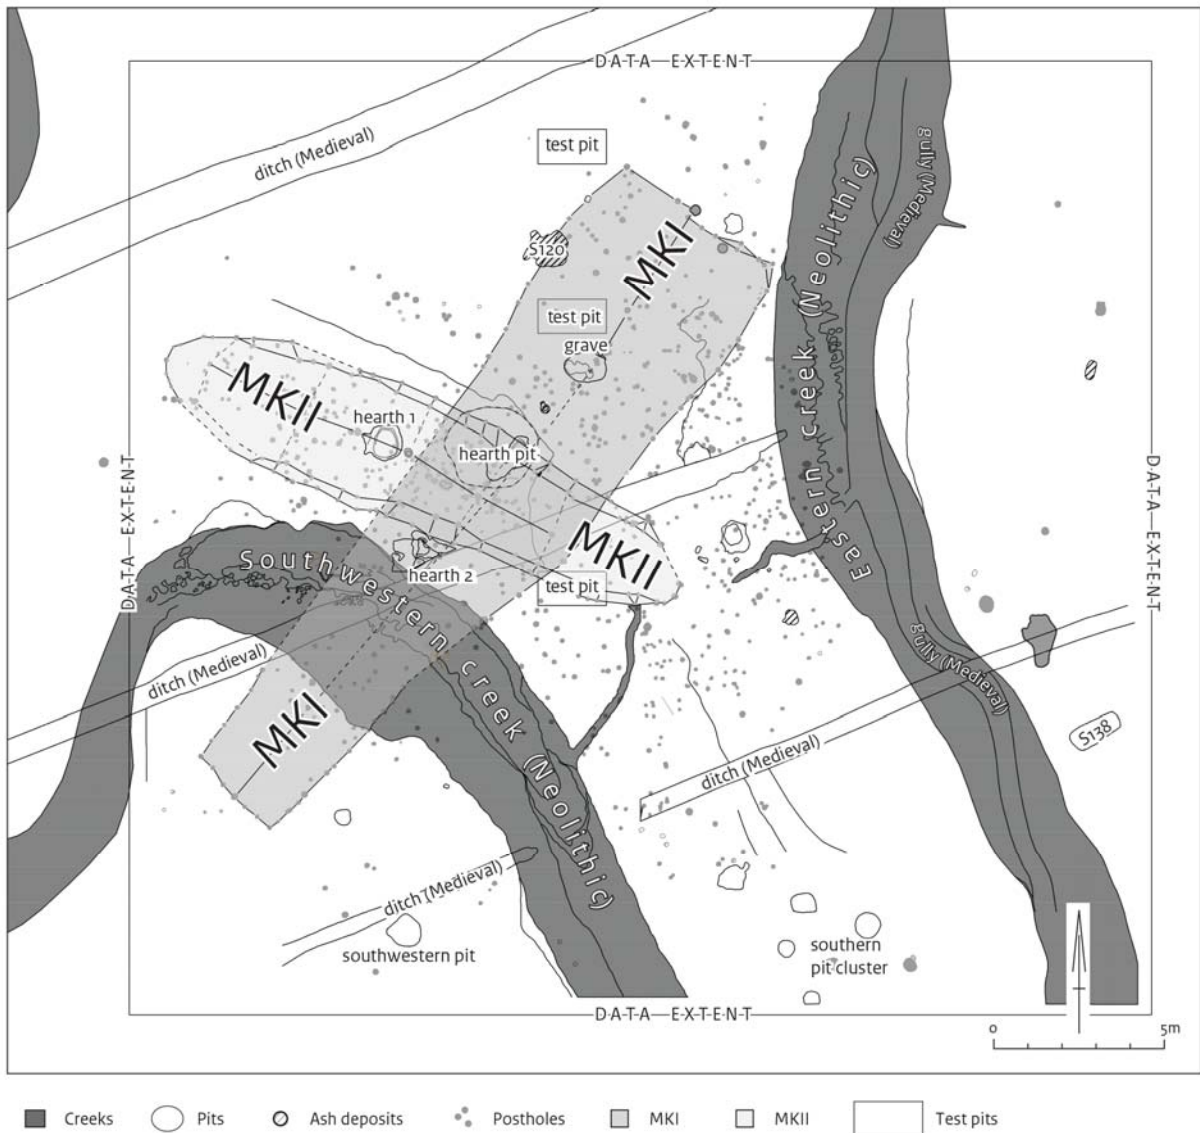 DATA EXTENT
ditch (Medieval)
test pit
gully (Medieval)
Eastern creek (Neolithic)
S120
MKI
test pit
grave
MKII
hearth 1
hearth pit
DATA EXTENT
DATA EXTENT
MKII
Southwestern creek (Neolithic)
hearth 2
test pit
ditch (Medieval)
gully (Medieval)
MKI
S138
ditch (Medieval)
ditch (Medieval)
southwestern pit
southern
pit cluster
DATA EXTENT
0 5m
Creeks Pits Ash deposits Postholes MKI MKII Test pits